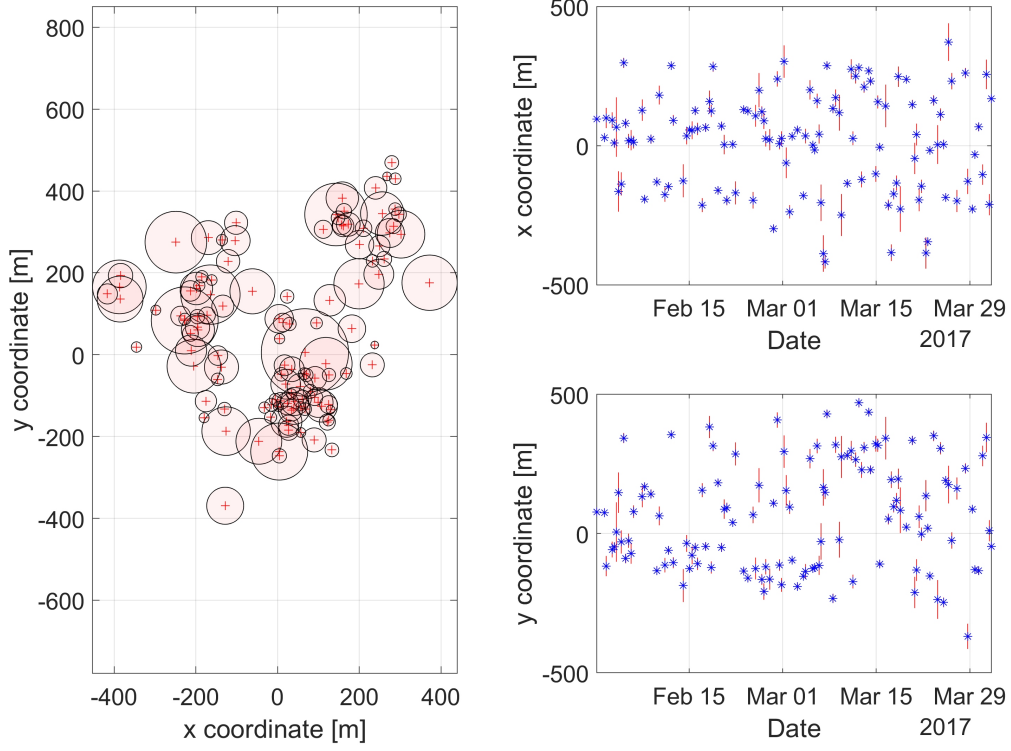 800
600
400
200
0
-200
-400
-600
-400 -200 0 200 400
x coordinate [m]
y coordinate [m]
500
0
-500
x coordinate [m]
Feb 15 Mar 01 Mar 15 Mar 29
Date 2017
500
0
-500
y coordinate [m]
Feb 15 Mar 01 Mar 15 Mar 29
Date 2017